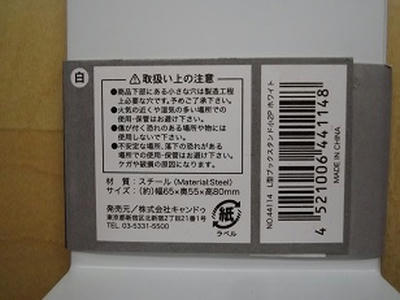 白
⚠取扱い上の注意
●商品下部にある小さな穴は製造工程
上必要な穴です。予めご了承下さい。
●火気の近くや湿気の多い場所での
使用・保管はお避け下さい。
●傷が付く恐れのある場所や物には
使用しないで下さい。
●不安定な場所、落下の恐れがある
場所での使用・保管はお避け下さい。
ケガや破損の原因になります。
材質:スチール(Material:Steel)
サイズ:(約)幅65×奥55×高80mm
発売元/株式会社キャンドゥ
東京都新宿区北新宿2丁目21番1号
TEL 03-5331-5500
紙
ラベル
NO.44114 L型ブックスタンド小2P ホワイト
4 521006 441148
MADE IN CHINA